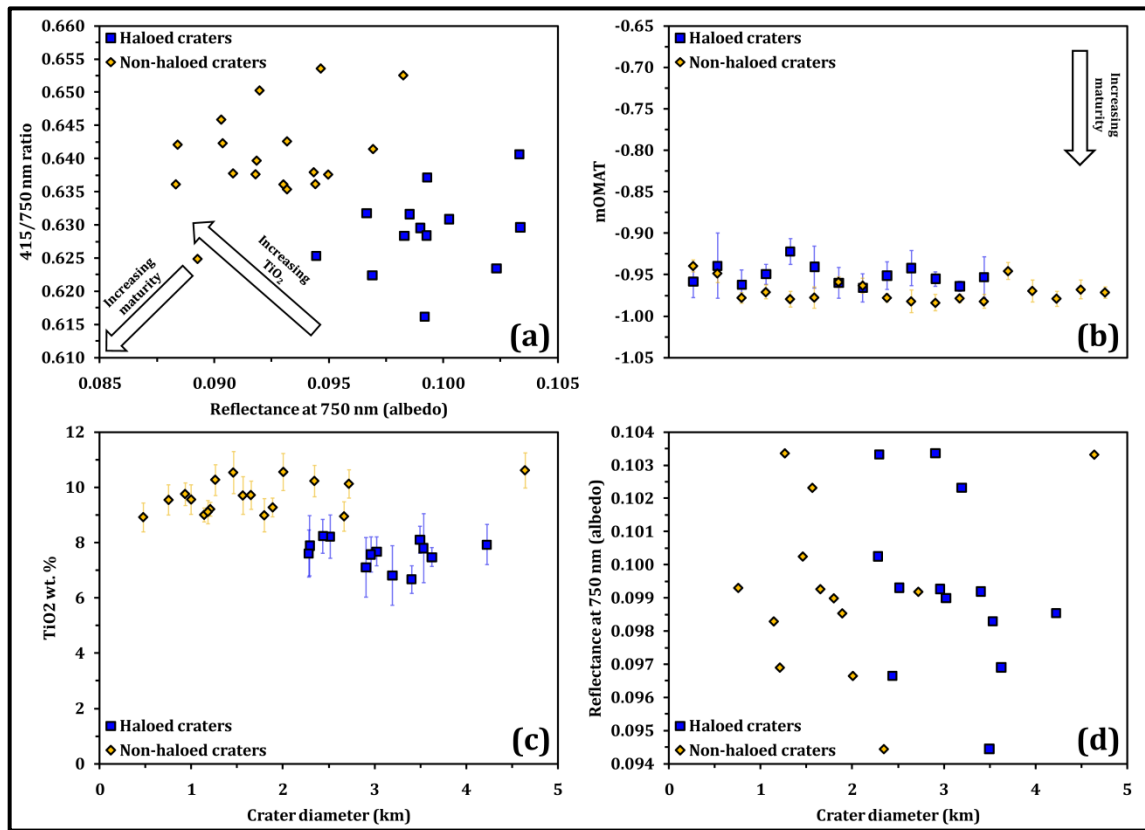 0.660
0.655
0.650
0.645
0.640
0.635
0.630
0.625
0.620
0.615
0.610
415/750 nm ratio
Haloed craters
Non-haloed craters
Increasing maturity
Increasing TiO₂
(a)
0.085 0.090 0.095 0.100 0.105
Reflectance at 750 nm (albedo)
-0.65
-0.70
-0.75
-0.80
-0.85
-0.90
-0.95
-1.00
-1.05
mOMAT
Haloed craters
Non-haloed craters
Increasing
maturity
(b)
12
10
8
6
4
2
0
TiO2 wt. %
Haloed craters
Non-haloed craters
(c)
0 1 2 3 4 5
Crater diameter (km)
0.104
0.103
0.102
0.101
0.100
0.099
0.098
0.097
0.096
0.095
0.094
Reflectance at 750 nm (albedo)
Haloed craters
Non-haloed craters
(d)
0 1 2 3 4 5
Crater diameter (km)